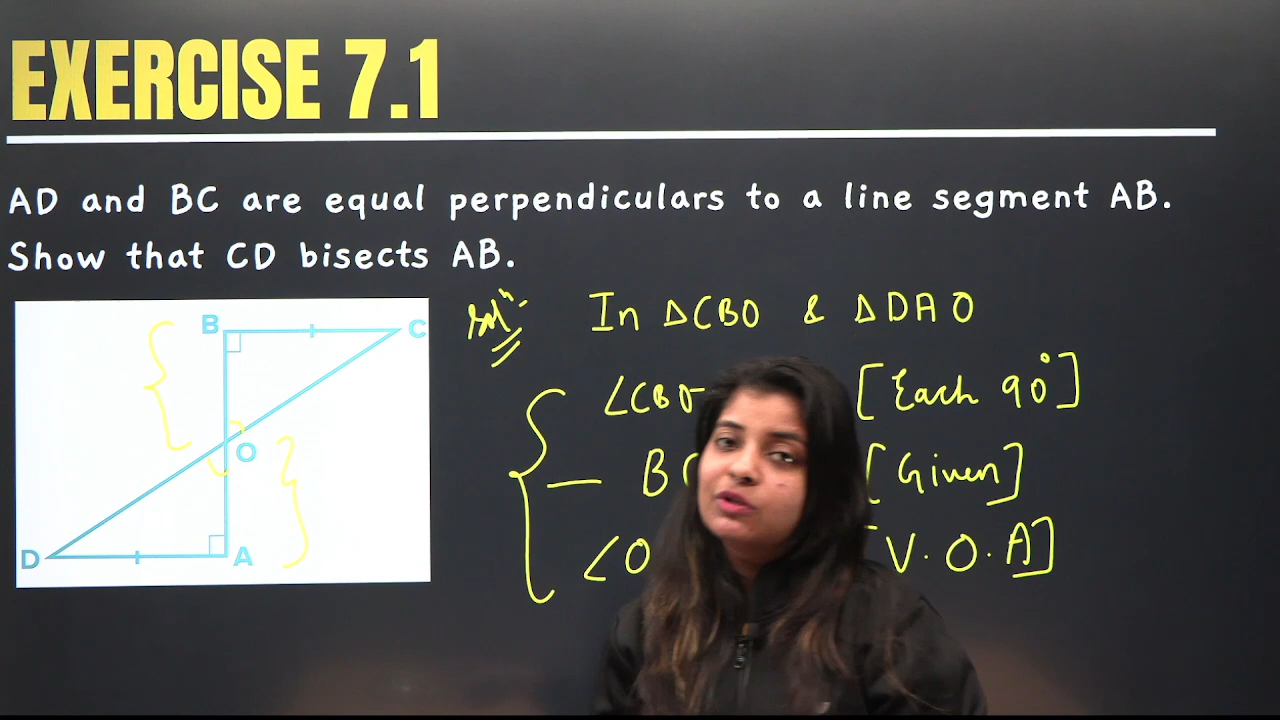 EXERCISE 7.1
AD and BC are equal perpendiculars to a line segment AB.
Show that CD bisects AB.
B
C
O
D
A
Solⁿ:-
In ΔCBO & ΔDAO
∠CBO [Each 90°]
B [Given]
∠O [V.O.A]